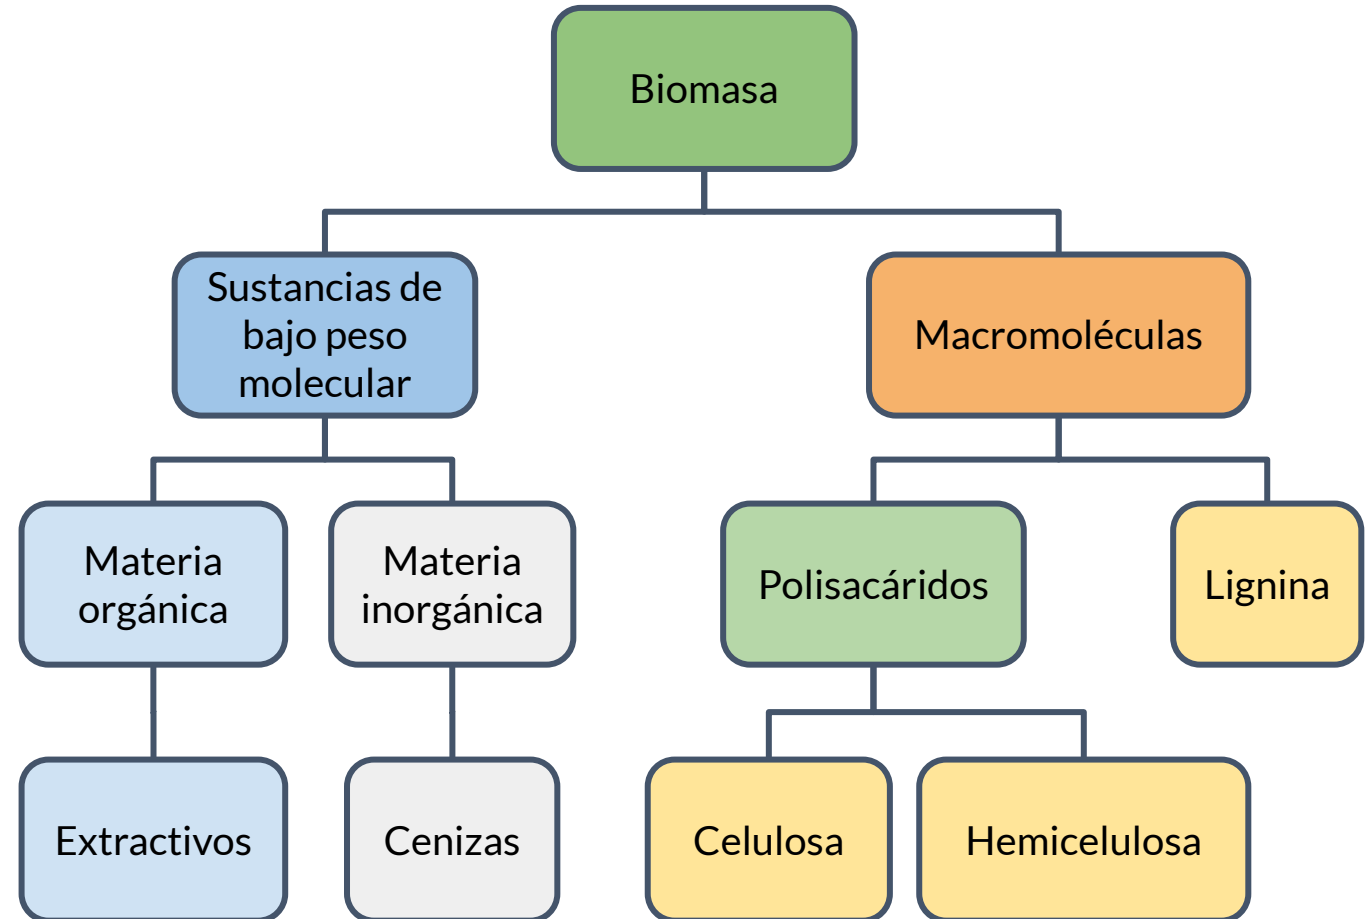 Biomasa
Sustancias de
bajo peso
molecular
Macromoléculas
Materia
orgánica
Materia
inorgánica
Polisacáridos
Lignina
Extractivos
Cenizas
Celulosa
Hemicelulosa